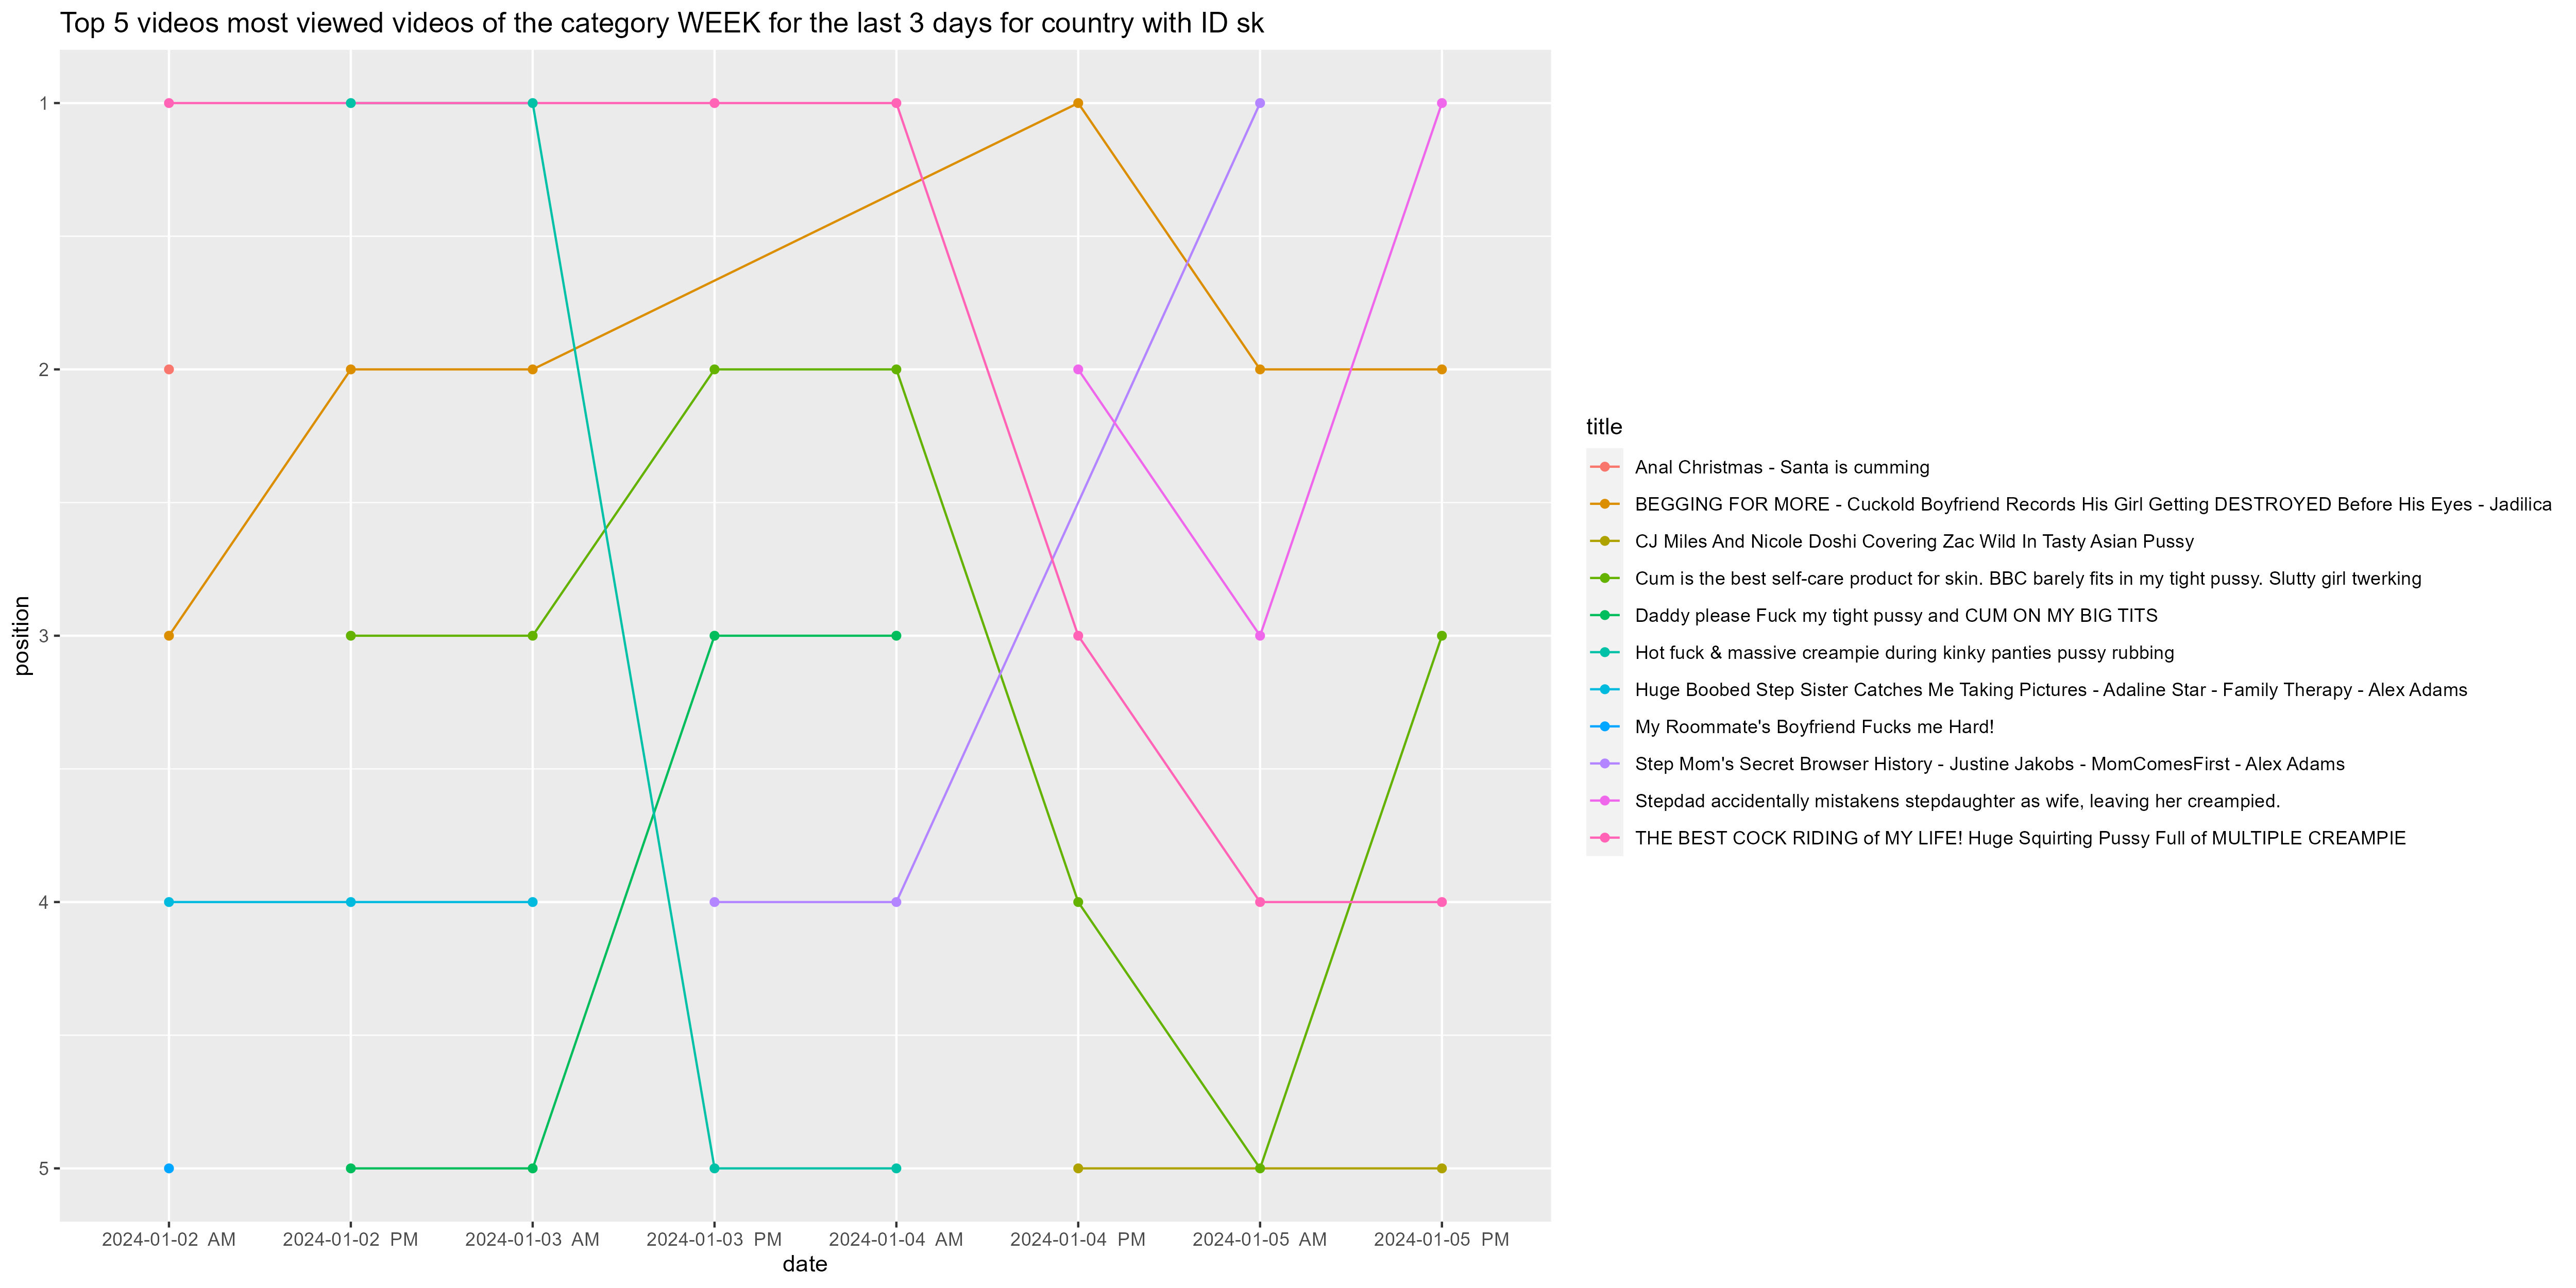 Top 5 videos most viewed videos of the category WEEK for the last 3 days for country with ID sk
1
2
3
4
5
position
2024-01-02 AM
2024-01-02 PM
2024-01-03 AM
2024-01-03 PM
2024-01-04 AM
2024-01-04 PM
2024-01-05 AM
2024-01-05 PM
date
title
Anal Christmas - Santa is cumming
BEGGING FOR MORE - Cuckold Boyfriend Records His Girl Getting DESTROYED Before His Eyes - Jadilica
CJ Miles And Nicole Doshi Covering Zac Wild In Tasty Asian Pussy
Cum is the best self-care product for skin. BBC barely fits in my tight pussy. Slutty girl twerking
Daddy please Fuck my tight pussy and CUM ON MY BIG TITS
Hot fuck & massive creampie during kinky panties pussy rubbing
Huge Boobed Step Sister Catches Me Taking Pictures - Adaline Star - Family Therapy - Alex Adams
My Roommate's Boyfriend Fucks me Hard!
Step Mom's Secret Browser History - Justine Jakobs - MomComesFirst - Alex Adams
Stepdad accidentally mistakens stepdaughter as wife, leaving her creampied.
THE BEST COCK RIDING of MY LIFE! Huge Squirting Pussy Full of MULTIPLE CREAMPIE